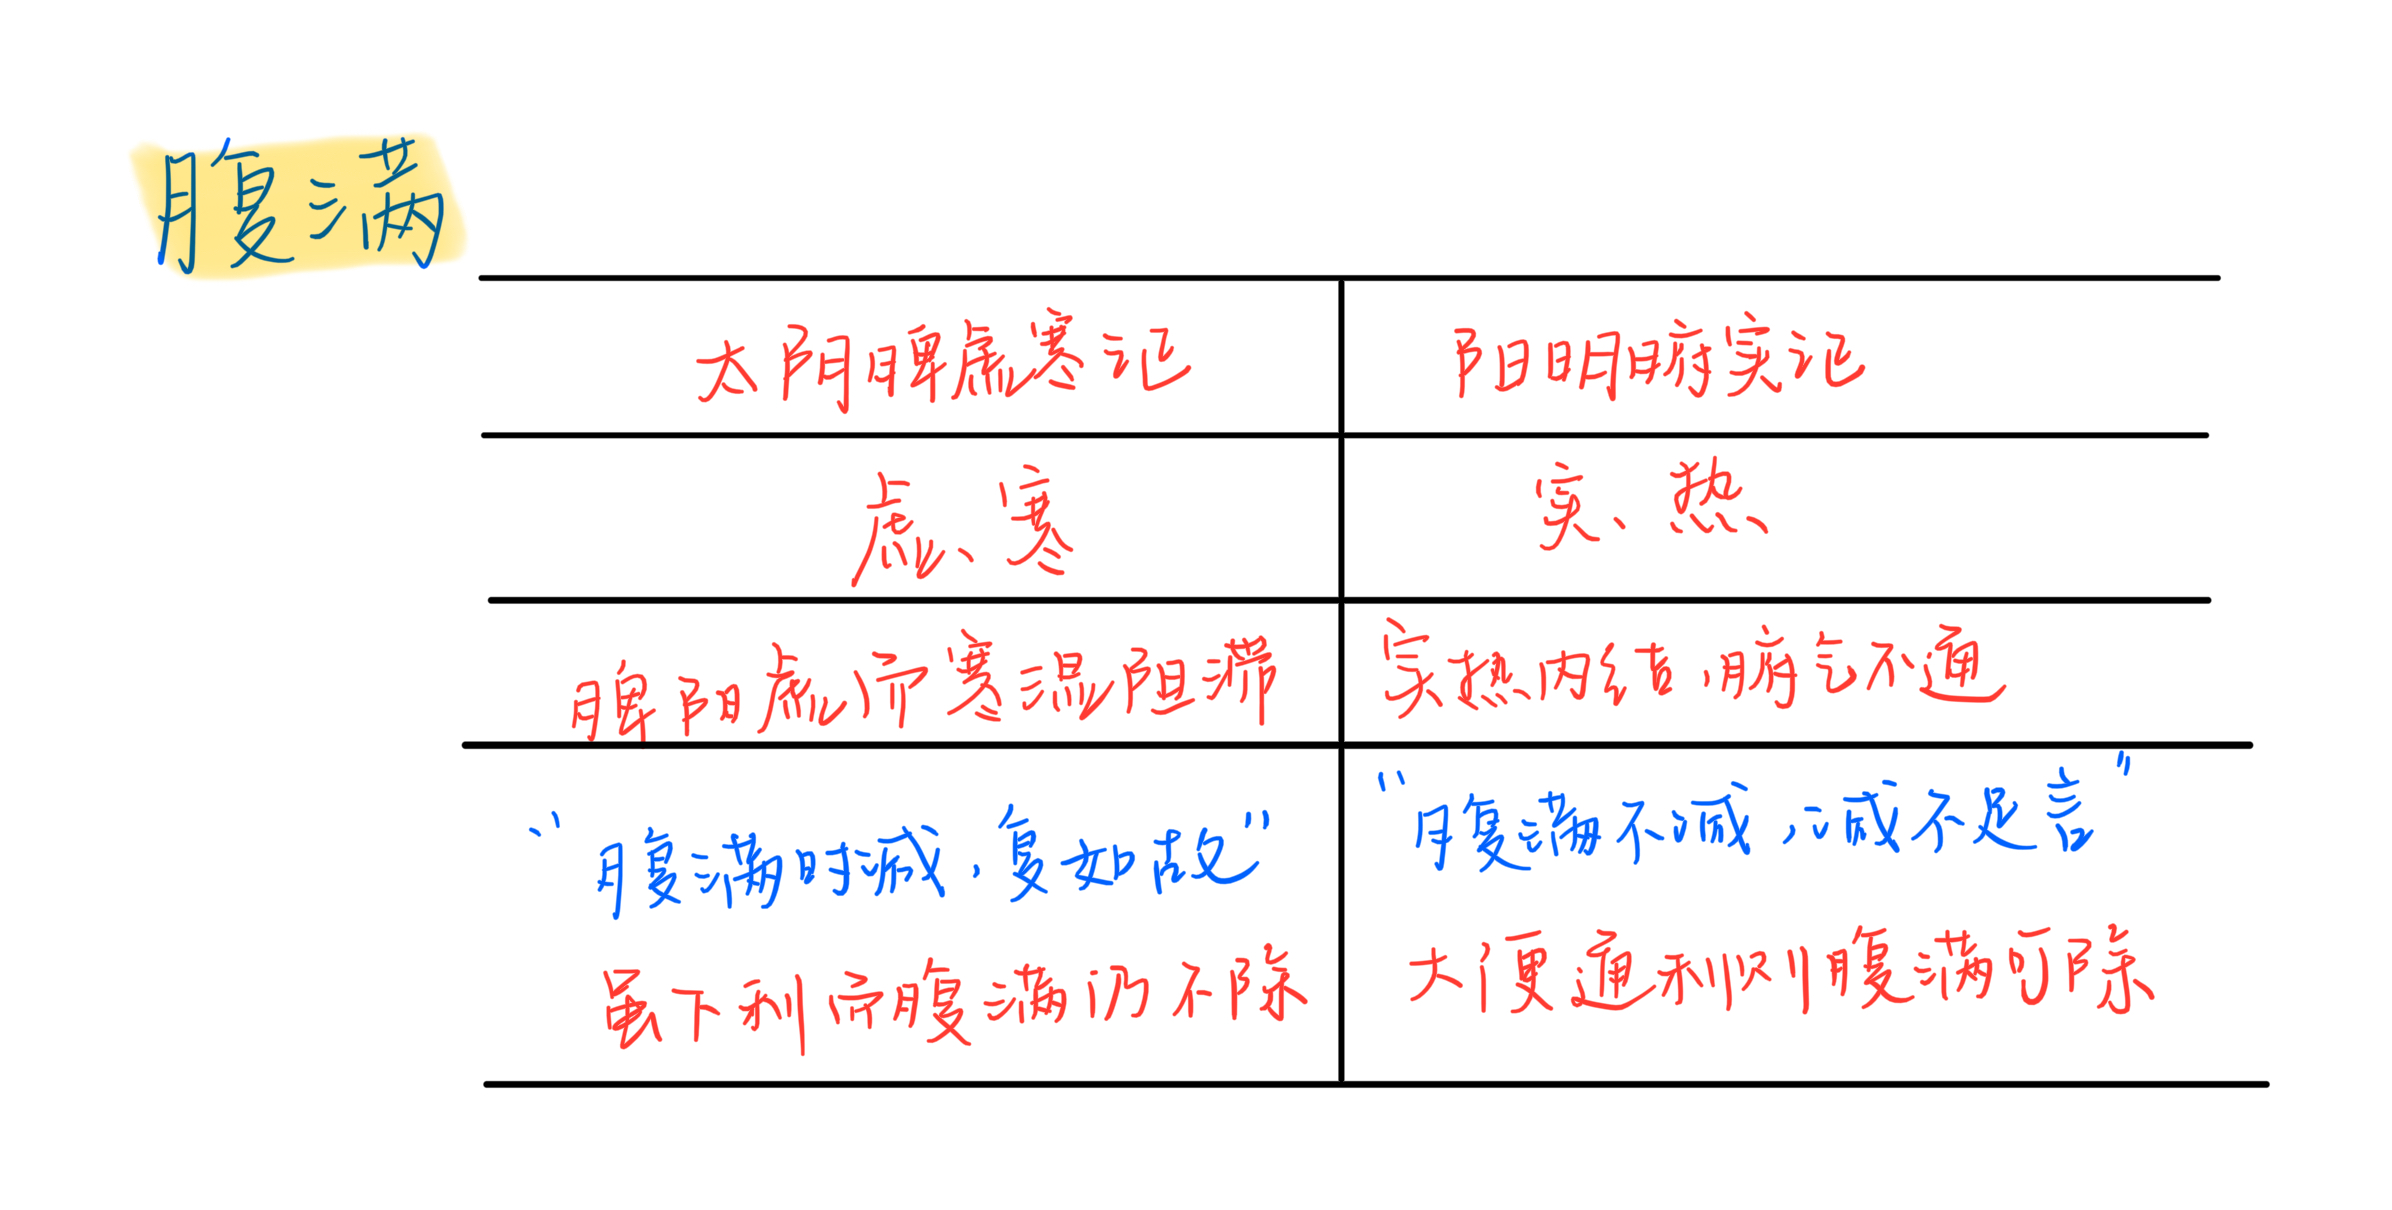 腹满
太阴脾虚寒证
阳明腑实证
虚、寒
实、热
脾阳虚而寒湿阻滞
实热内结,腑气不通
“腹满时减,复如故”
“腹满不减,减不足言”
虽下利而腹满仍不除
大便通利则腹满可除